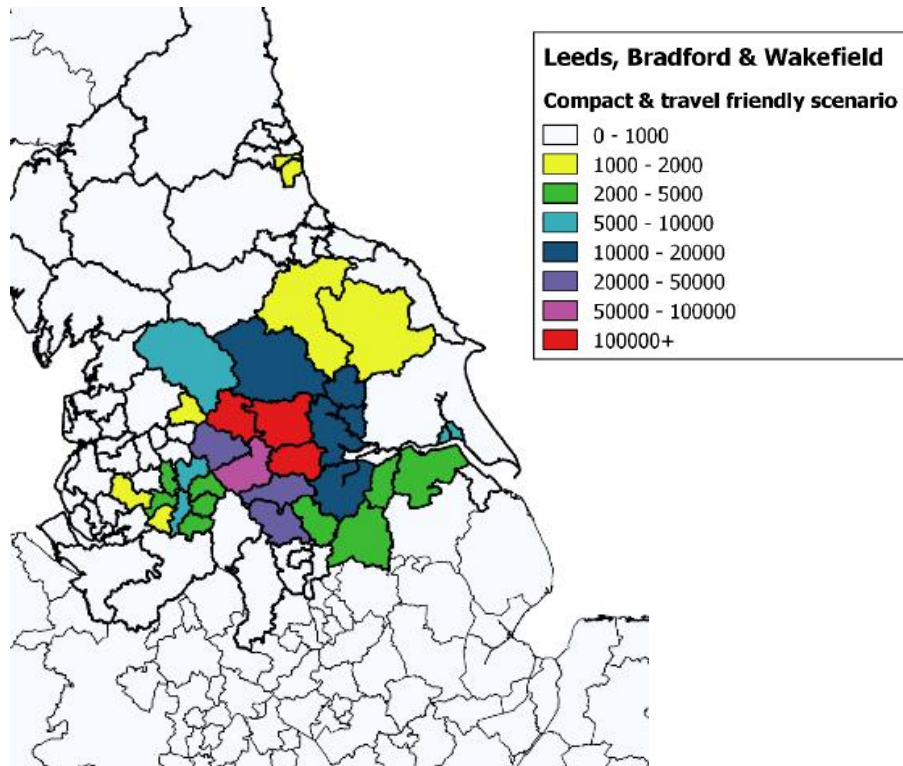 Leeds, Bradford & Wakefield
Compact & travel friendly scenario
0 - 1000
1000 - 2000
2000 - 5000
5000 - 10000
10000 - 20000
20000 - 50000
50000 - 100000
100000+